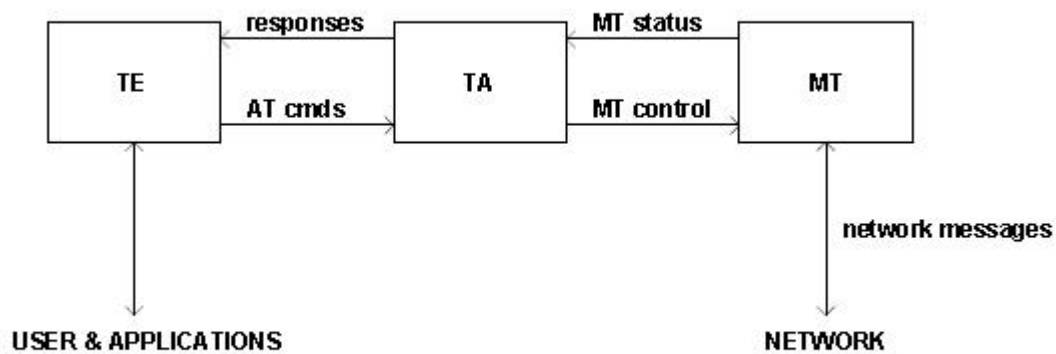 responses
MT status
TE
TA
MT
AT cmds
MT control
network messages
USER & APPLICATIONS
NETWORK